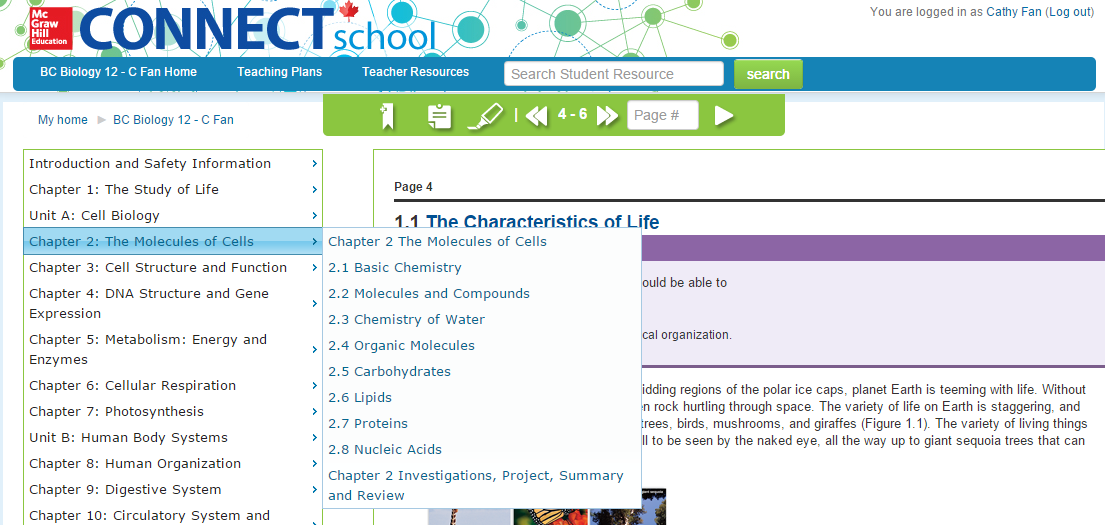 Mc
Graw
Hill
Education
CONNECT
school
You are logged in as Cathy Fan (Log out)
BC Biology 12 - C Fan Home
Teaching Plans
Teacher Resources
Search Student Resource
search
My home
BC Biology 12 - C Fan
4 - 6
Page #
Introduction and Safety Information
Chapter 1: The Study of Life
Unit A: Cell Biology
Chapter 2: The Molecules of Cells
Chapter 3: Cell Structure and Function
Chapter 4: DNA Structure and Gene
Expression
Chapter 5: Metabolism: Energy and
Enzymes
Chapter 6: Cellular Respiration
Chapter 7: Photosynthesis
Unit B: Human Body Systems
Chapter 8: Human Organization
Chapter 9: Digestive System
Chapter 10: Circulatory System and
Chapter 2 The Molecules of Cells
2.1 Basic Chemistry
2.2 Molecules and Compounds
2.3 Chemistry of Water
2.4 Organic Molecules
2.5 Carbohydrates
2.6 Lipids
2.7 Proteins
2.8 Nucleic Acids
Chapter 2 Investigations, Project, Summary
and Review
Page 4
1.1 The Characteristics of Life
ould be able to
cal organization.
idding regions of the polar ice caps, planet Earth is teeming with life. Without
en rock hurtling through space. The variety of life on Earth is staggering, and
trees, birds, mushrooms, and giraffes (Figure 1.1). The variety of living things
ll to be seen by the naked eye, all the way up to giant sequoia trees that can
giant sequoia